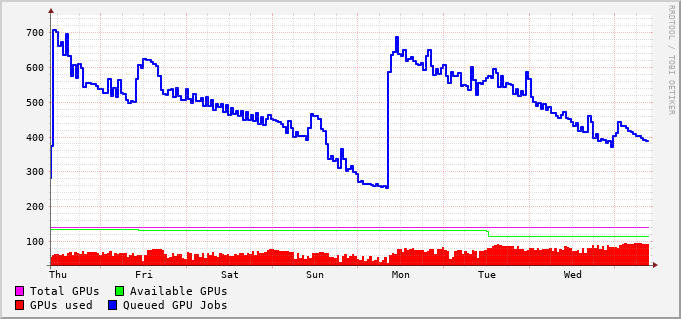 RRDTOOL / TOBI OETIKER
700
600
500
400
300
200
100
Thu Fri Sat Sun Mon Tue Wed
Total GPUs Available GPUs
GPUs used Queued GPU Jobs